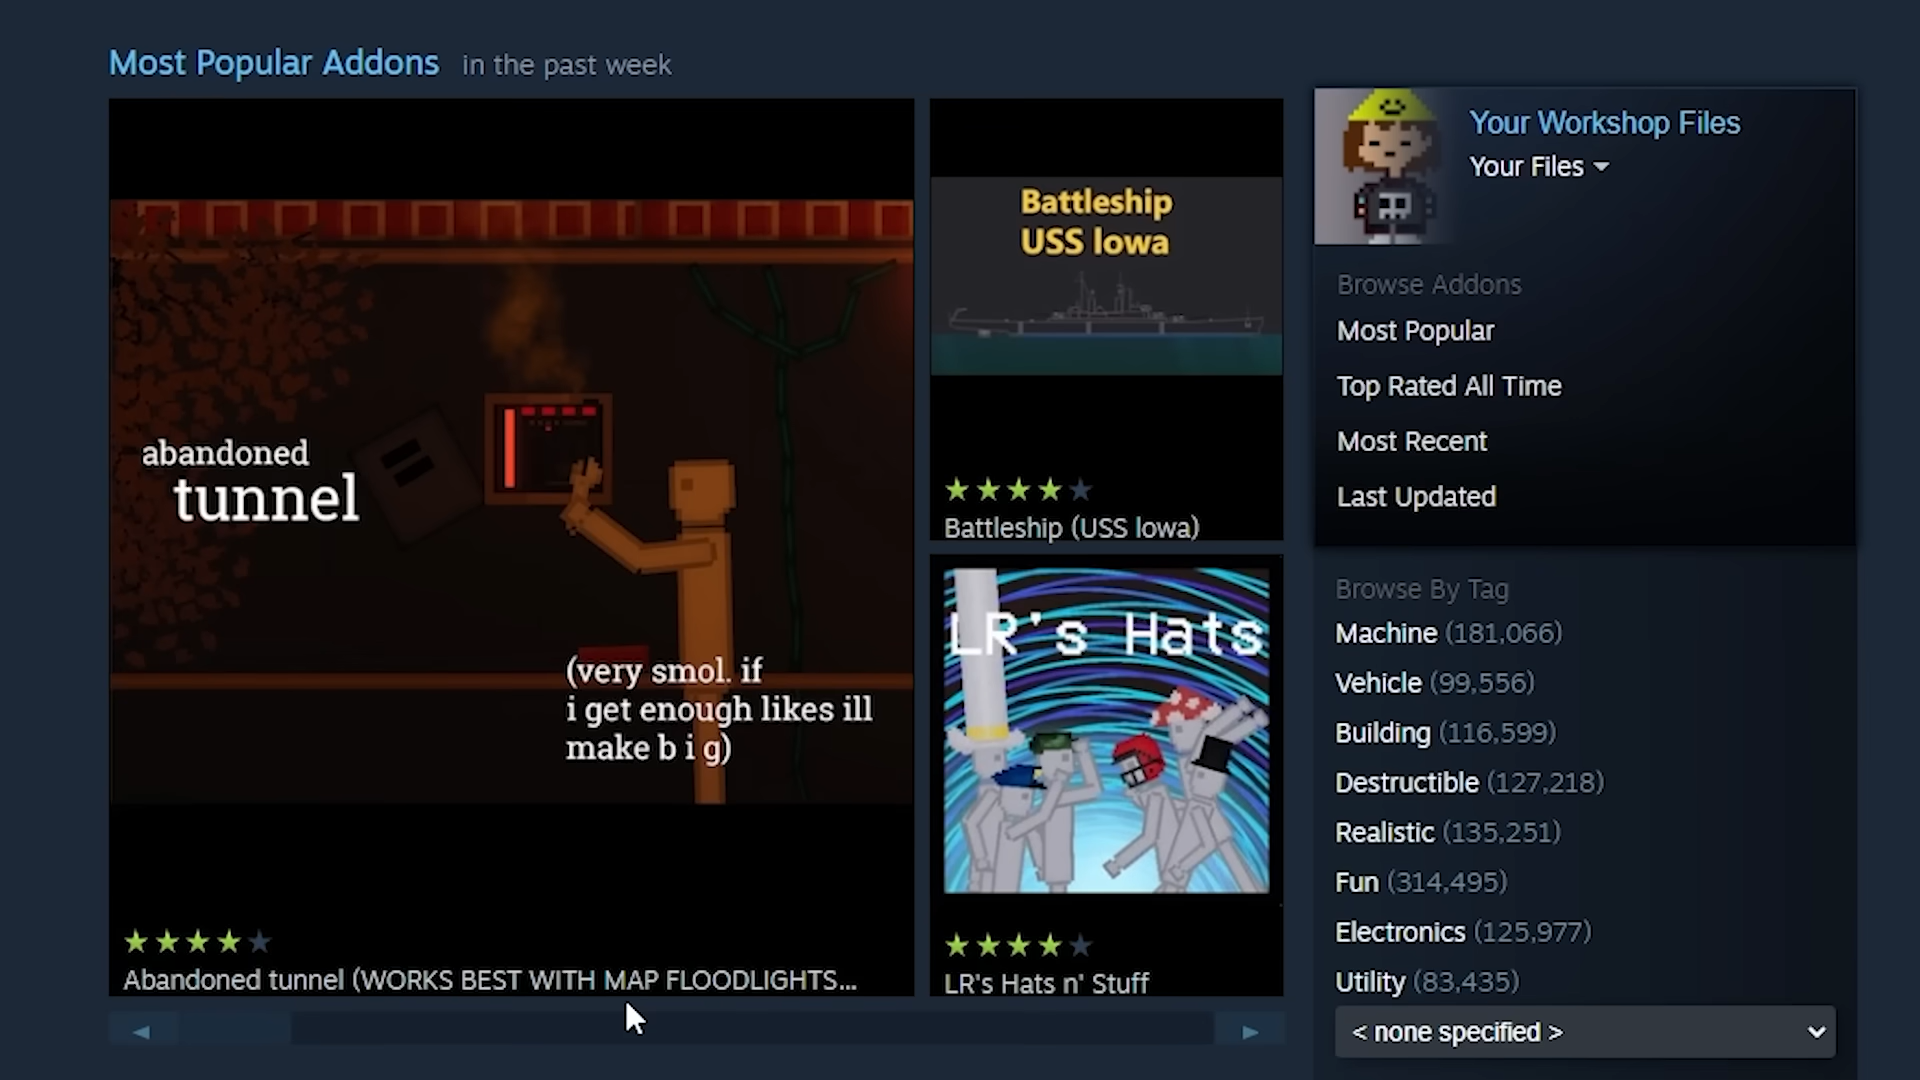 Most Popular Addons in the past week
abandoned
tunnel
(very smol. if
i get enough likes ill
make b i g)
Abandoned tunnel (WORKS BEST WITH MAP FLOODLIGHTS...
Battleship
USS Iowa
Battleship (USS Iowa)
LR's Hats
LR's Hats n' Stuff
Your Workshop Files
Your Files
Browse Addons
Most Popular
Top Rated All Time
Most Recent
Last Updated
Browse By Tag
Machine (181,066)
Vehicle (99,556)
Building (116,599)
Destructible (127,218)
Realistic (135,251)
Fun (314,495)
Electronics (125,977)
Utility (83,435)
< none specified >